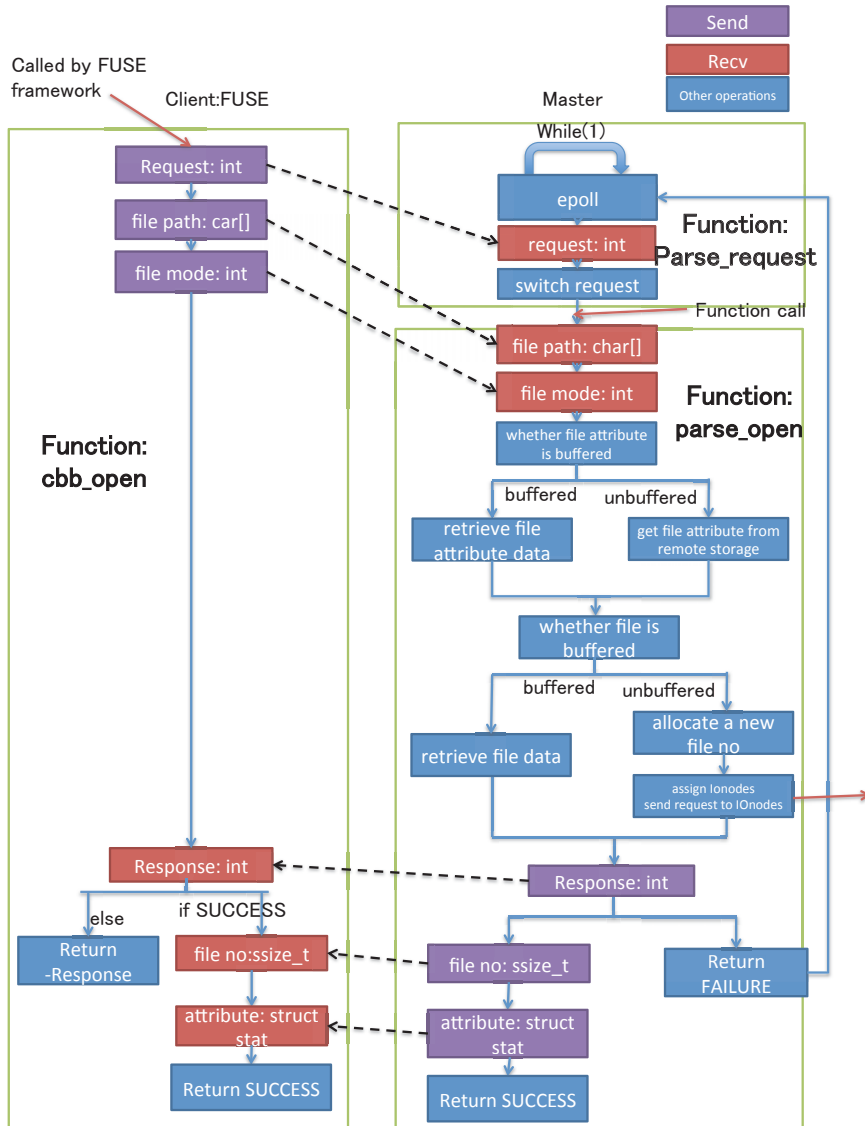 Send
Recv
Other operations
Called by FUSE
framework
Client:FUSE
Request: int
file path: car[]
file mode: int
Function:
cbb_open
Response: int
else
if SUCCESS
Return
-Response
file no:ssize_t
attribute: struct
stat
Return SUCCESS
Master
While(1)
epoll
request: int
switch request
Function:
Parse_request
Function call
file path: char[]
file mode: int
Function:
parse_open
whether file attribute
is buffered
buffered
unbuffered
retrieve file
attribute data
get file attribute from
remote storage
whether file is
buffered
buffered
unbuffered
retrieve file data
allocate a new
file no
assign Ionodes
send request to IOnodes
Response: int
file no: ssize_t
Return
FAILURE
attribute: struct
stat
Return SUCCESS